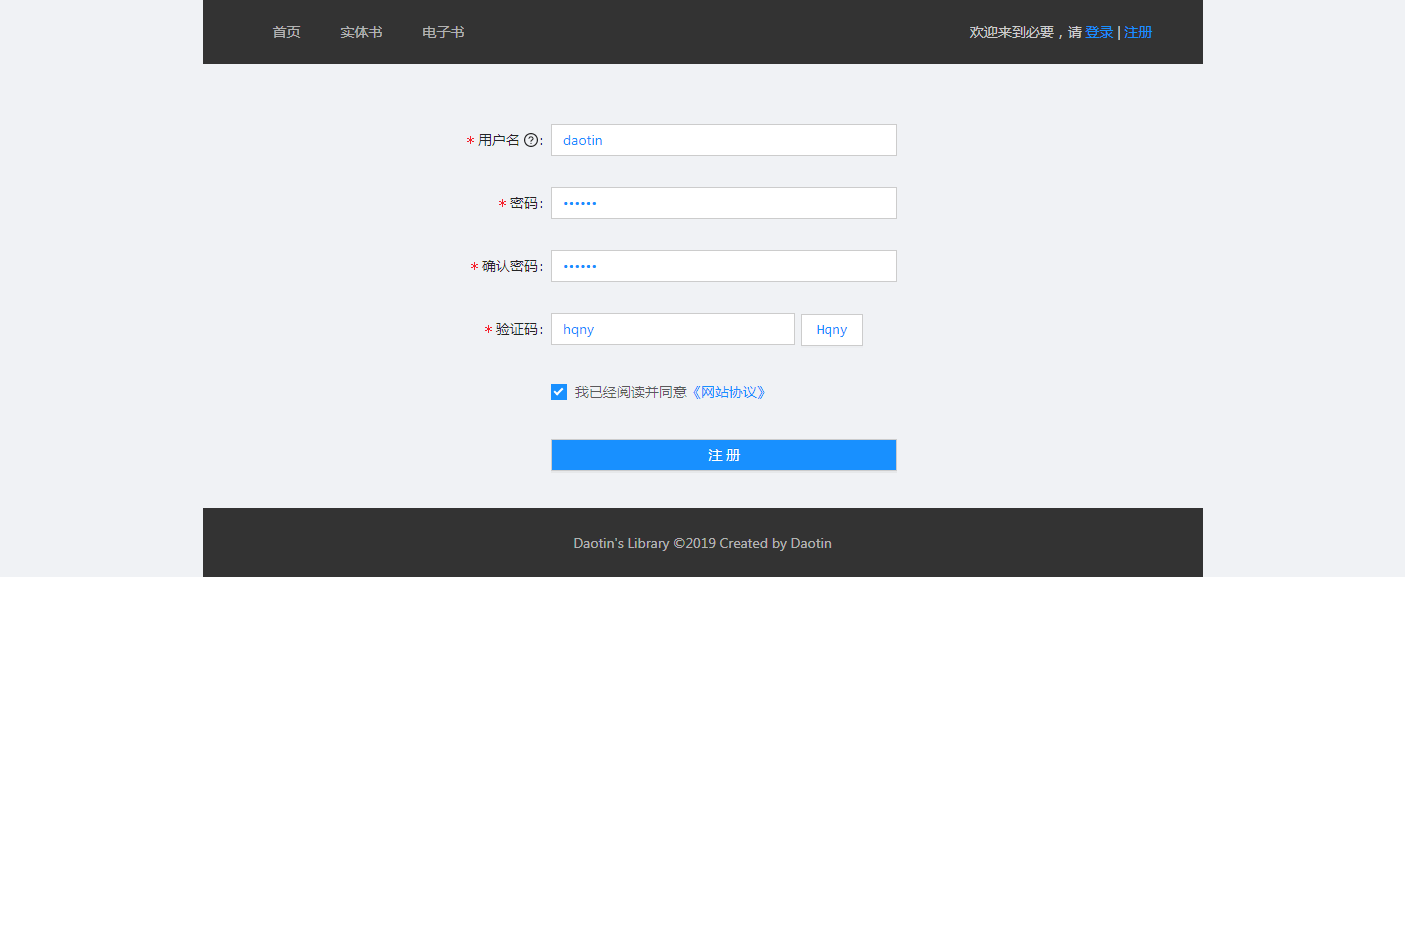 首页 实体书 电子书 欢迎来到必要，请 登录 | 注册
* 用户名 ?: daotin
* 密码: ••••••
* 确认密码: ••••••
* 验证码: hqny Hqny
我已经阅读并同意《网站协议》
注 册
Daotin's Library ©2019 Created by Daotin